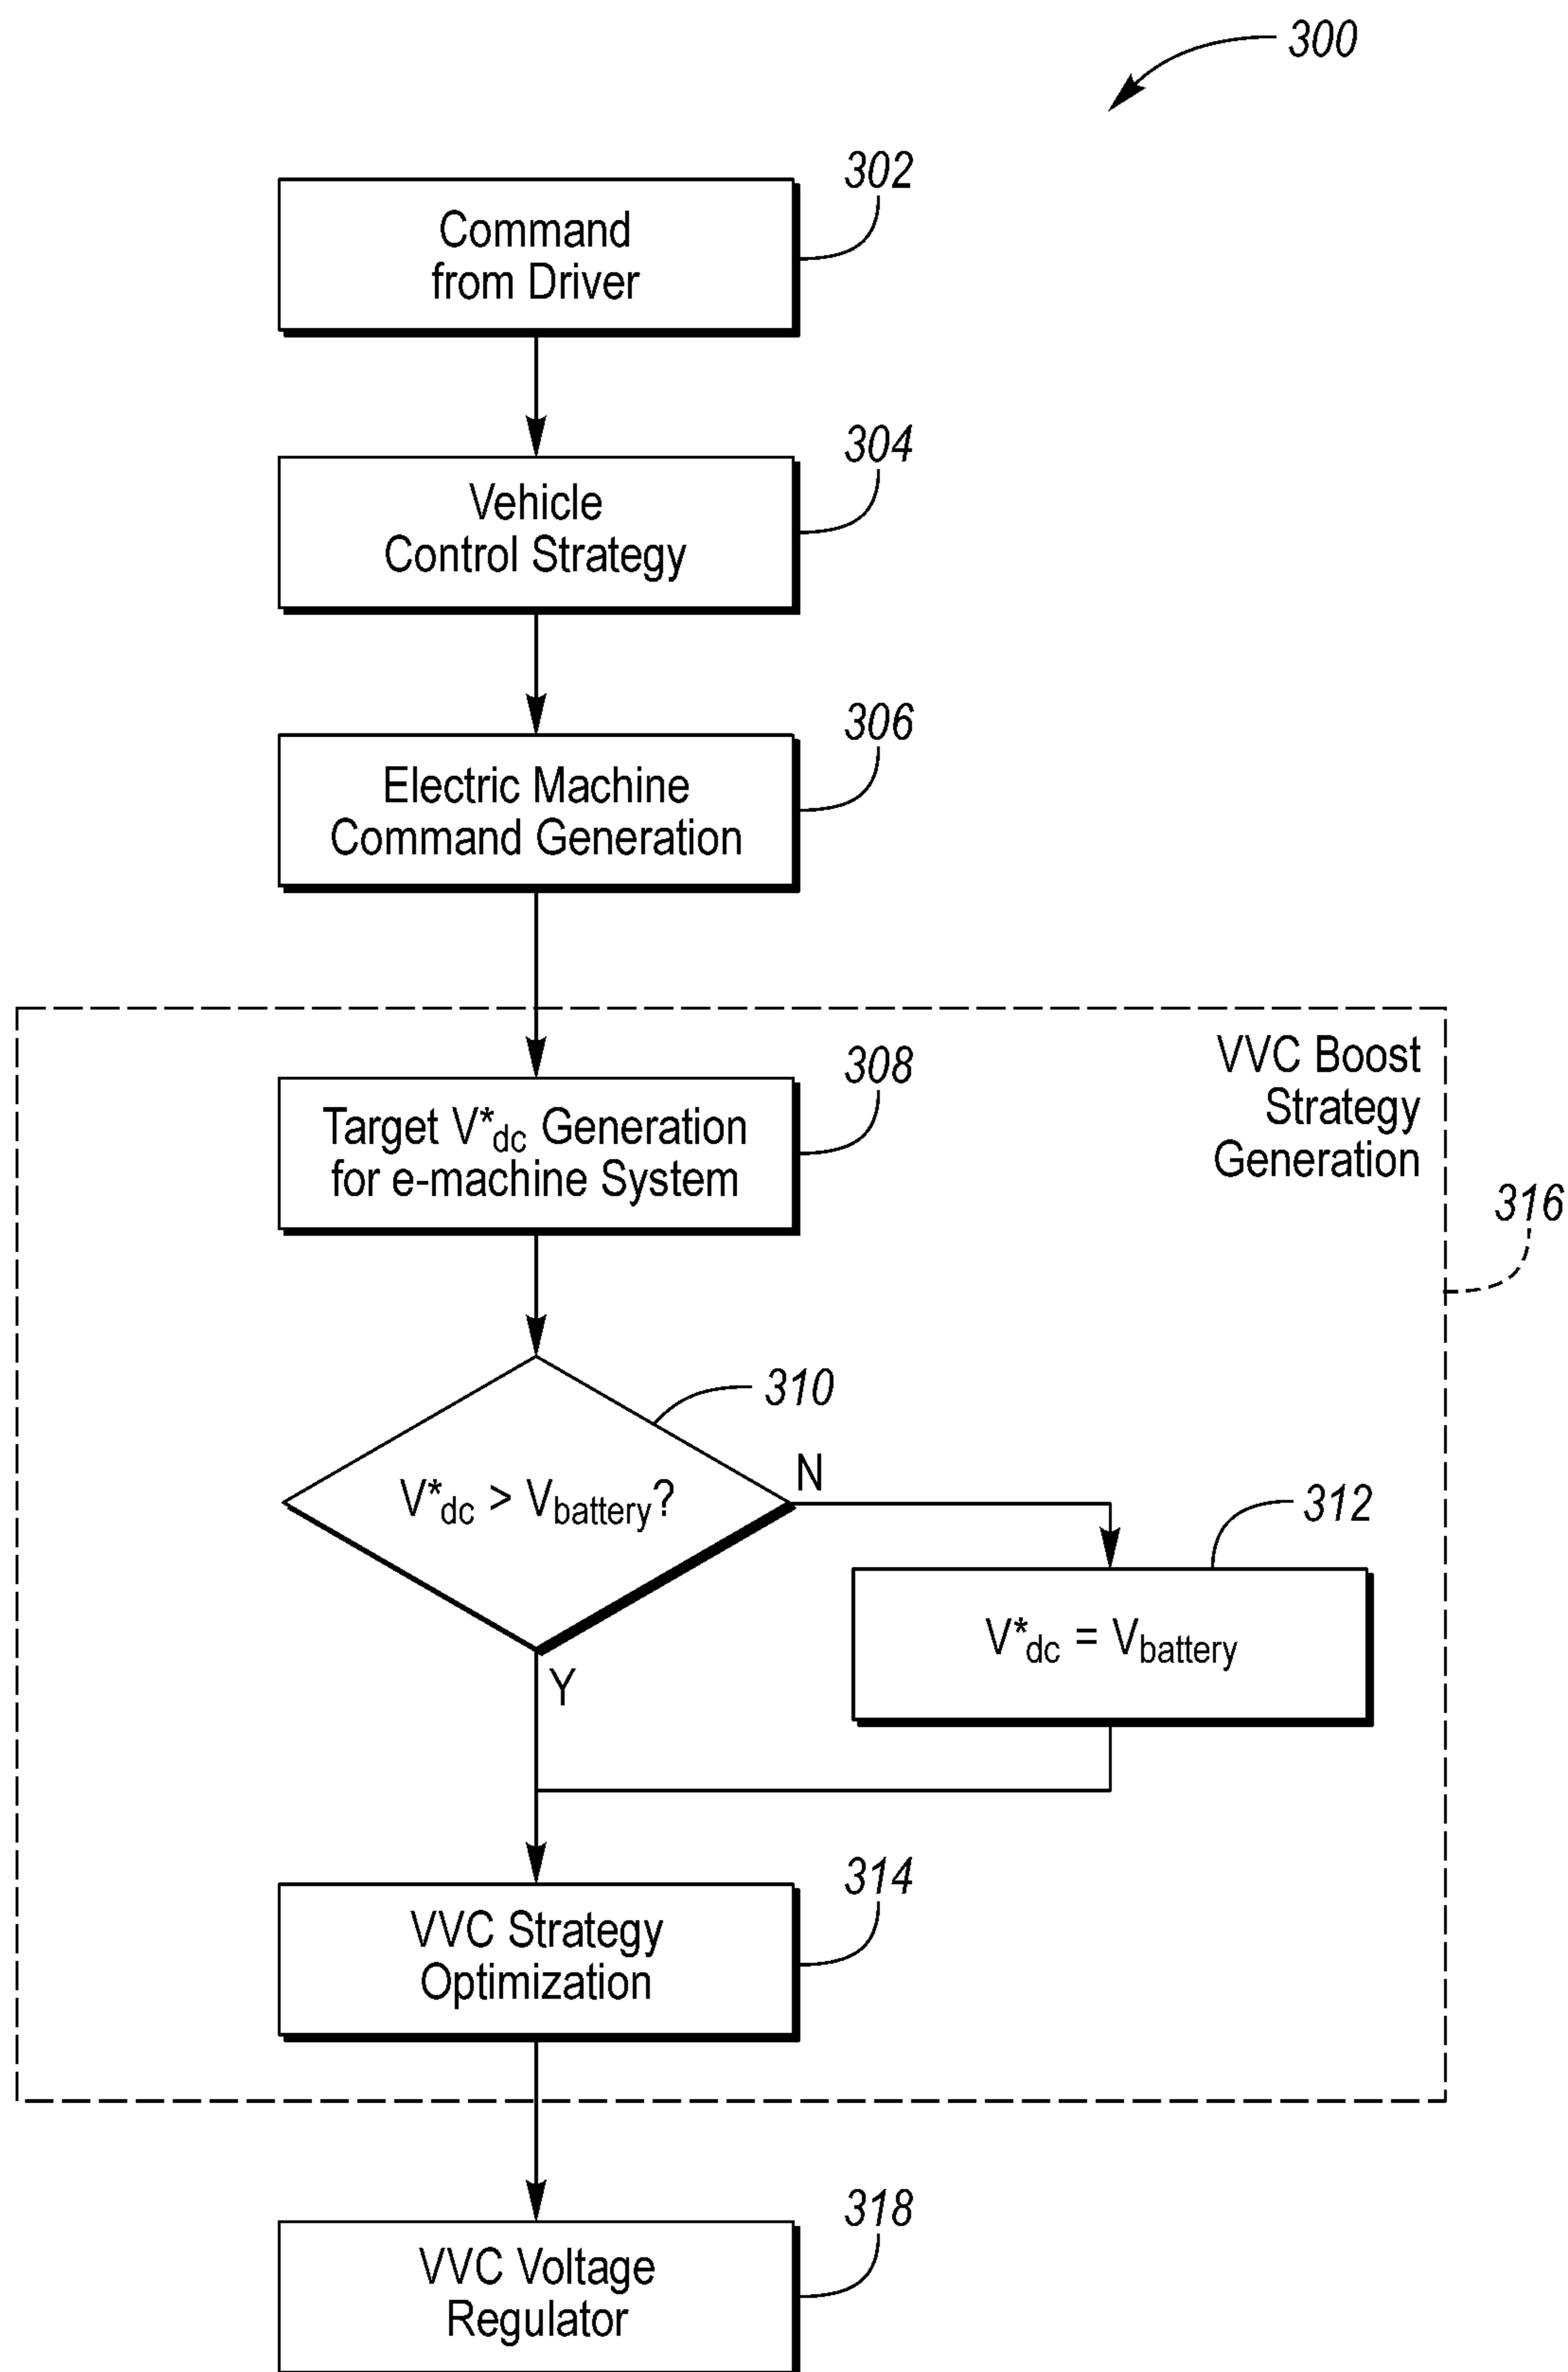 300
302
Command
from Driver
304
Vehicle
Control Strategy
306
Electric Machine
Command Generation
VVC Boost
Strategy
Generation
308
Target V*dc Generation
for e-machine System
316
310
V*dc > Vbattery?
N
312
V*dc = Vbattery
Y
314
VVC Strategy
Optimization
318
VVC Voltage
Regulator